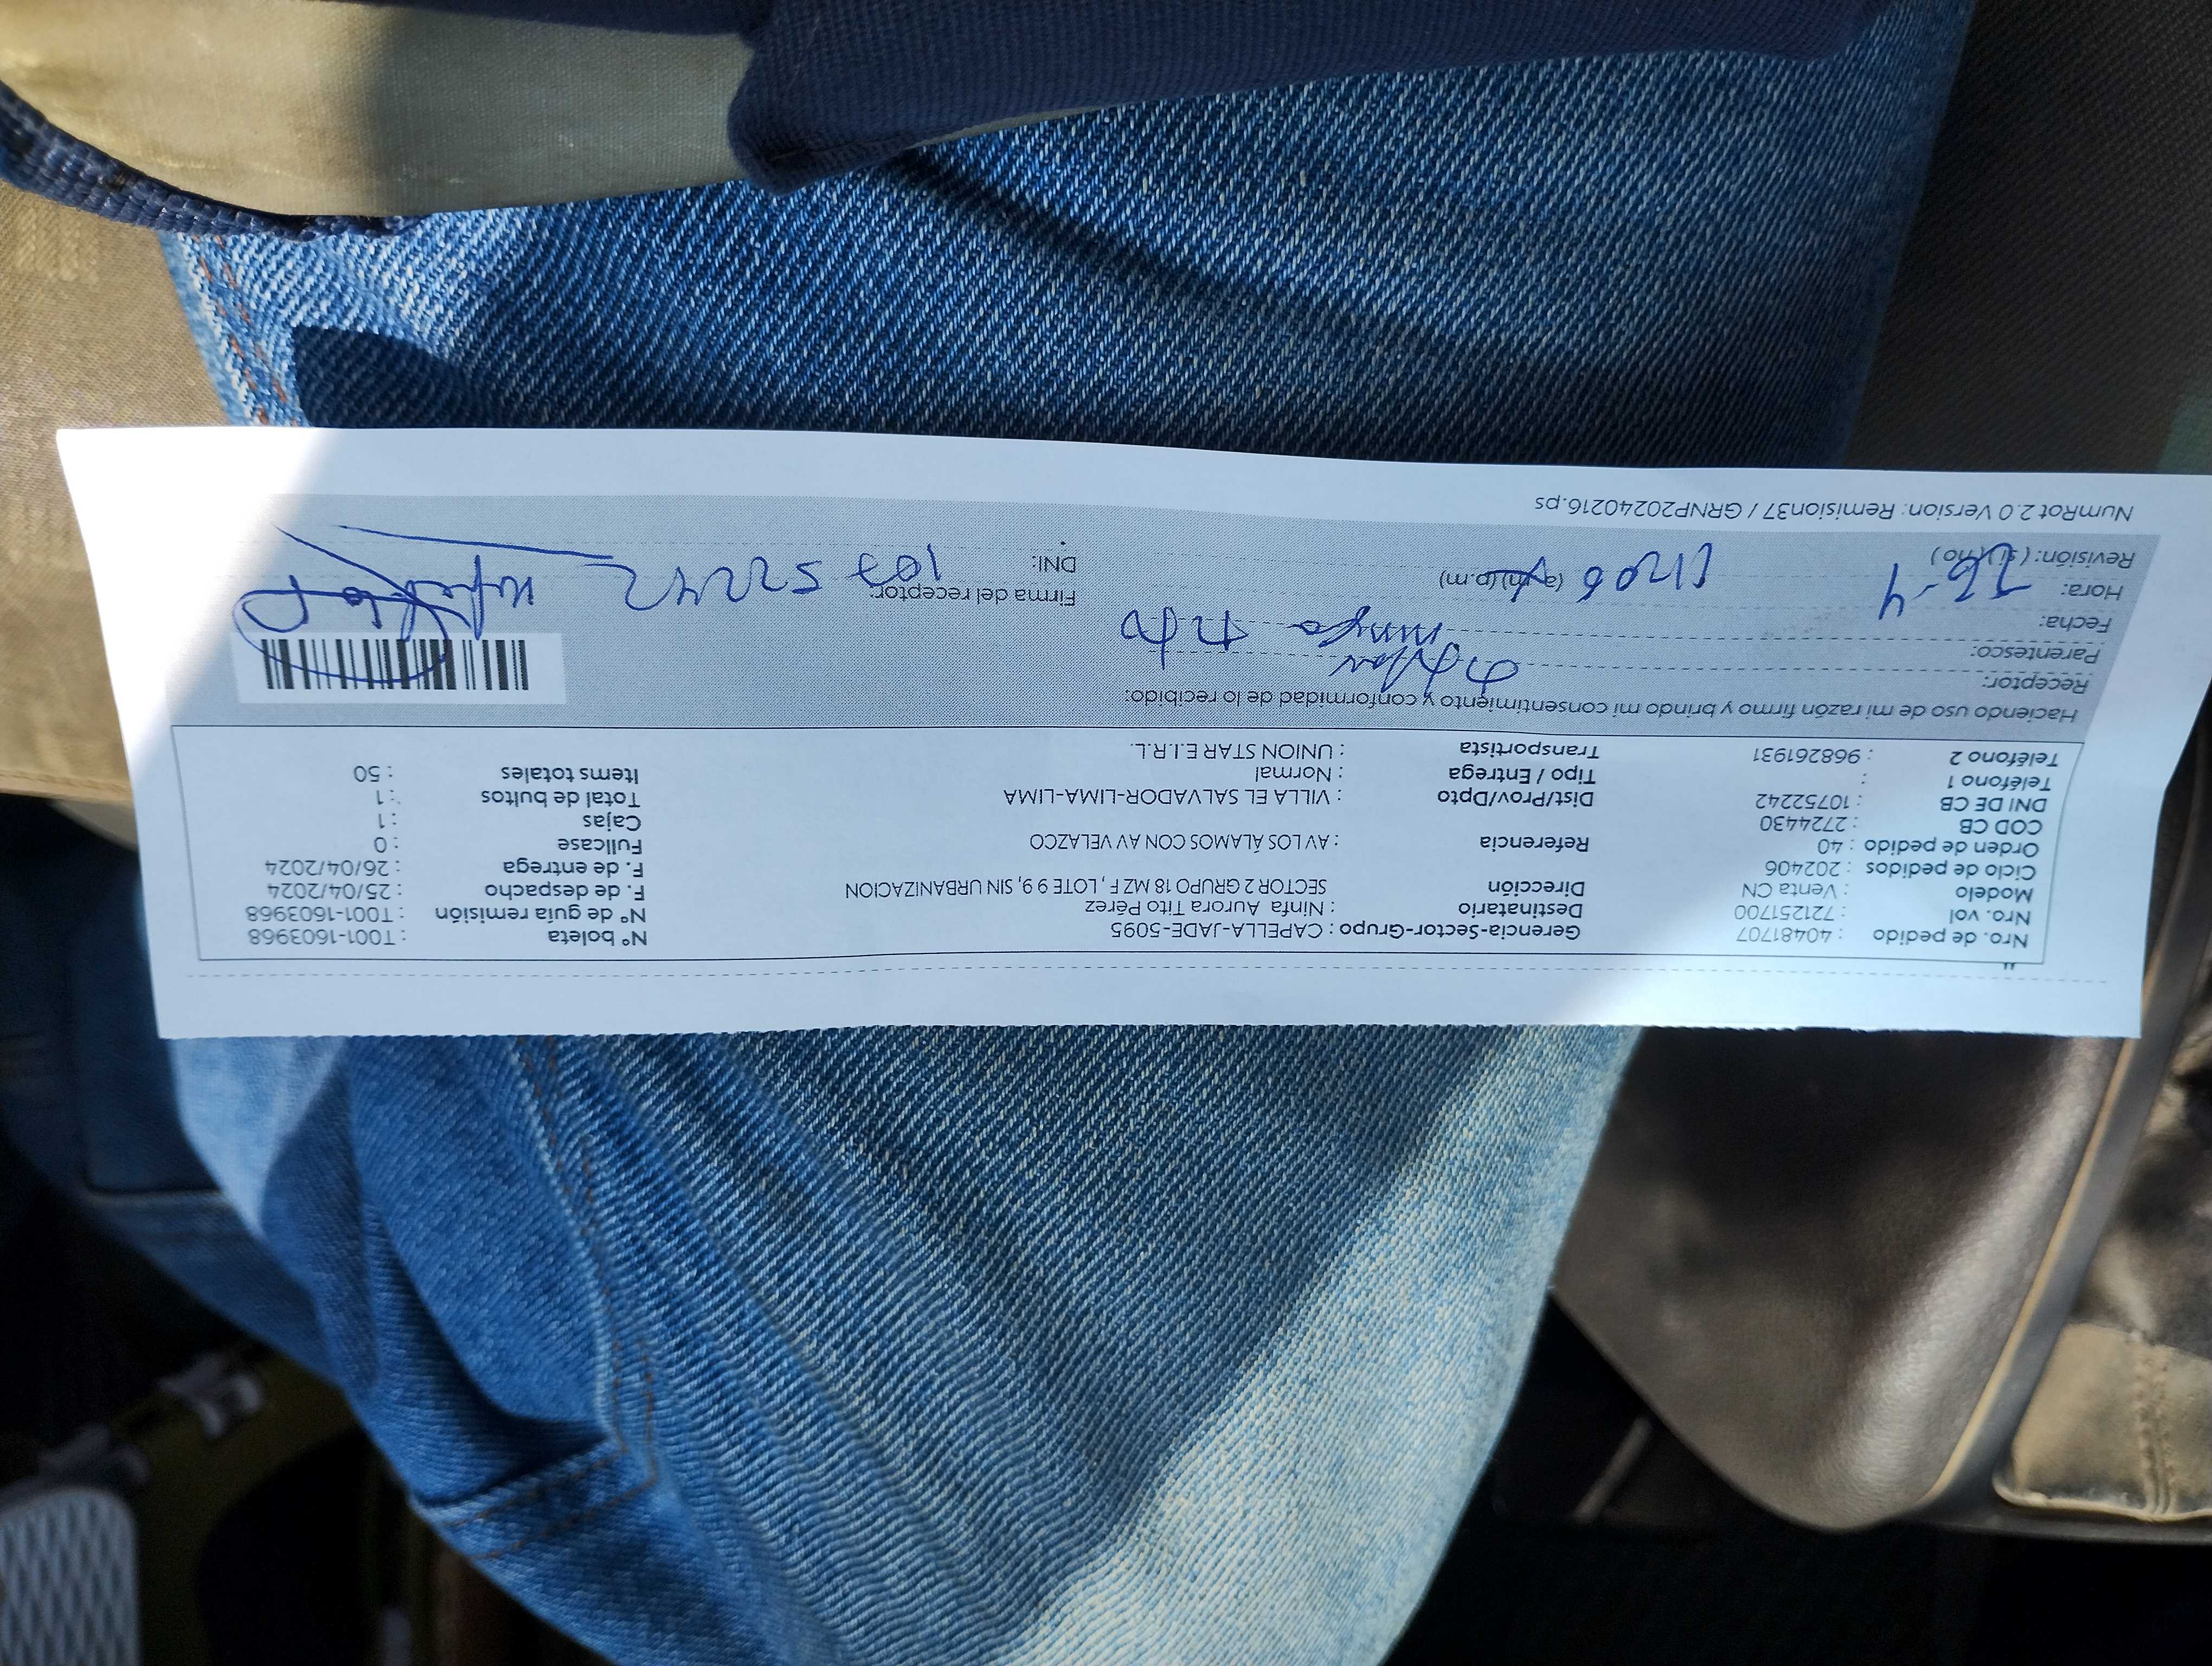 Nro. de pedido : 40481707 Gerencia-Sector-Grupo : CAPELLA-JADE-5095 N° boleta : T001-1603968
Nro. vol : 721251700 Destinatario : Ninfa Aurora Tito Pérez N° de guía remisión : T001-1603968
Modelo : Venta CN Dirección SECTOR 2 GRUPO 18 MZ F , LOTE 9 9, SIN URBANIZACION F. de despacho : 25/04/2024
Ciclo de pedidos : 202406 F. de entrega : 26/04/2024
Orden de pedido : 40 Referencia : AV LOS ÁLAMOS CON AV VELAZCO Fullcase : 0
COD CB : 2724430 Cajas : 1
DNI DE CB : 10752242 Dist/Prov/Dpto : VILLA EL SALVADOR-LIMA-LIMA Total de bultos : 1
Teléfono 1 : Tipo / Entrega : Normal Items totales : 50
Teléfono 2 : 968261931 Transportista : UNION STAR E.I.R.L.
Haciendo uso de mi razón firmo y brindo mi consentimiento y conformidad de lo recibido:
Receptor:
Parentesco: Tito
Fecha:
Hora: 26-4 (a.m) (p.m) Firma del receptor:
Revisión: ( si ) ( no ) DNI:
NumRot 2.0 Version: Remision37 / GRNP20240216.ps